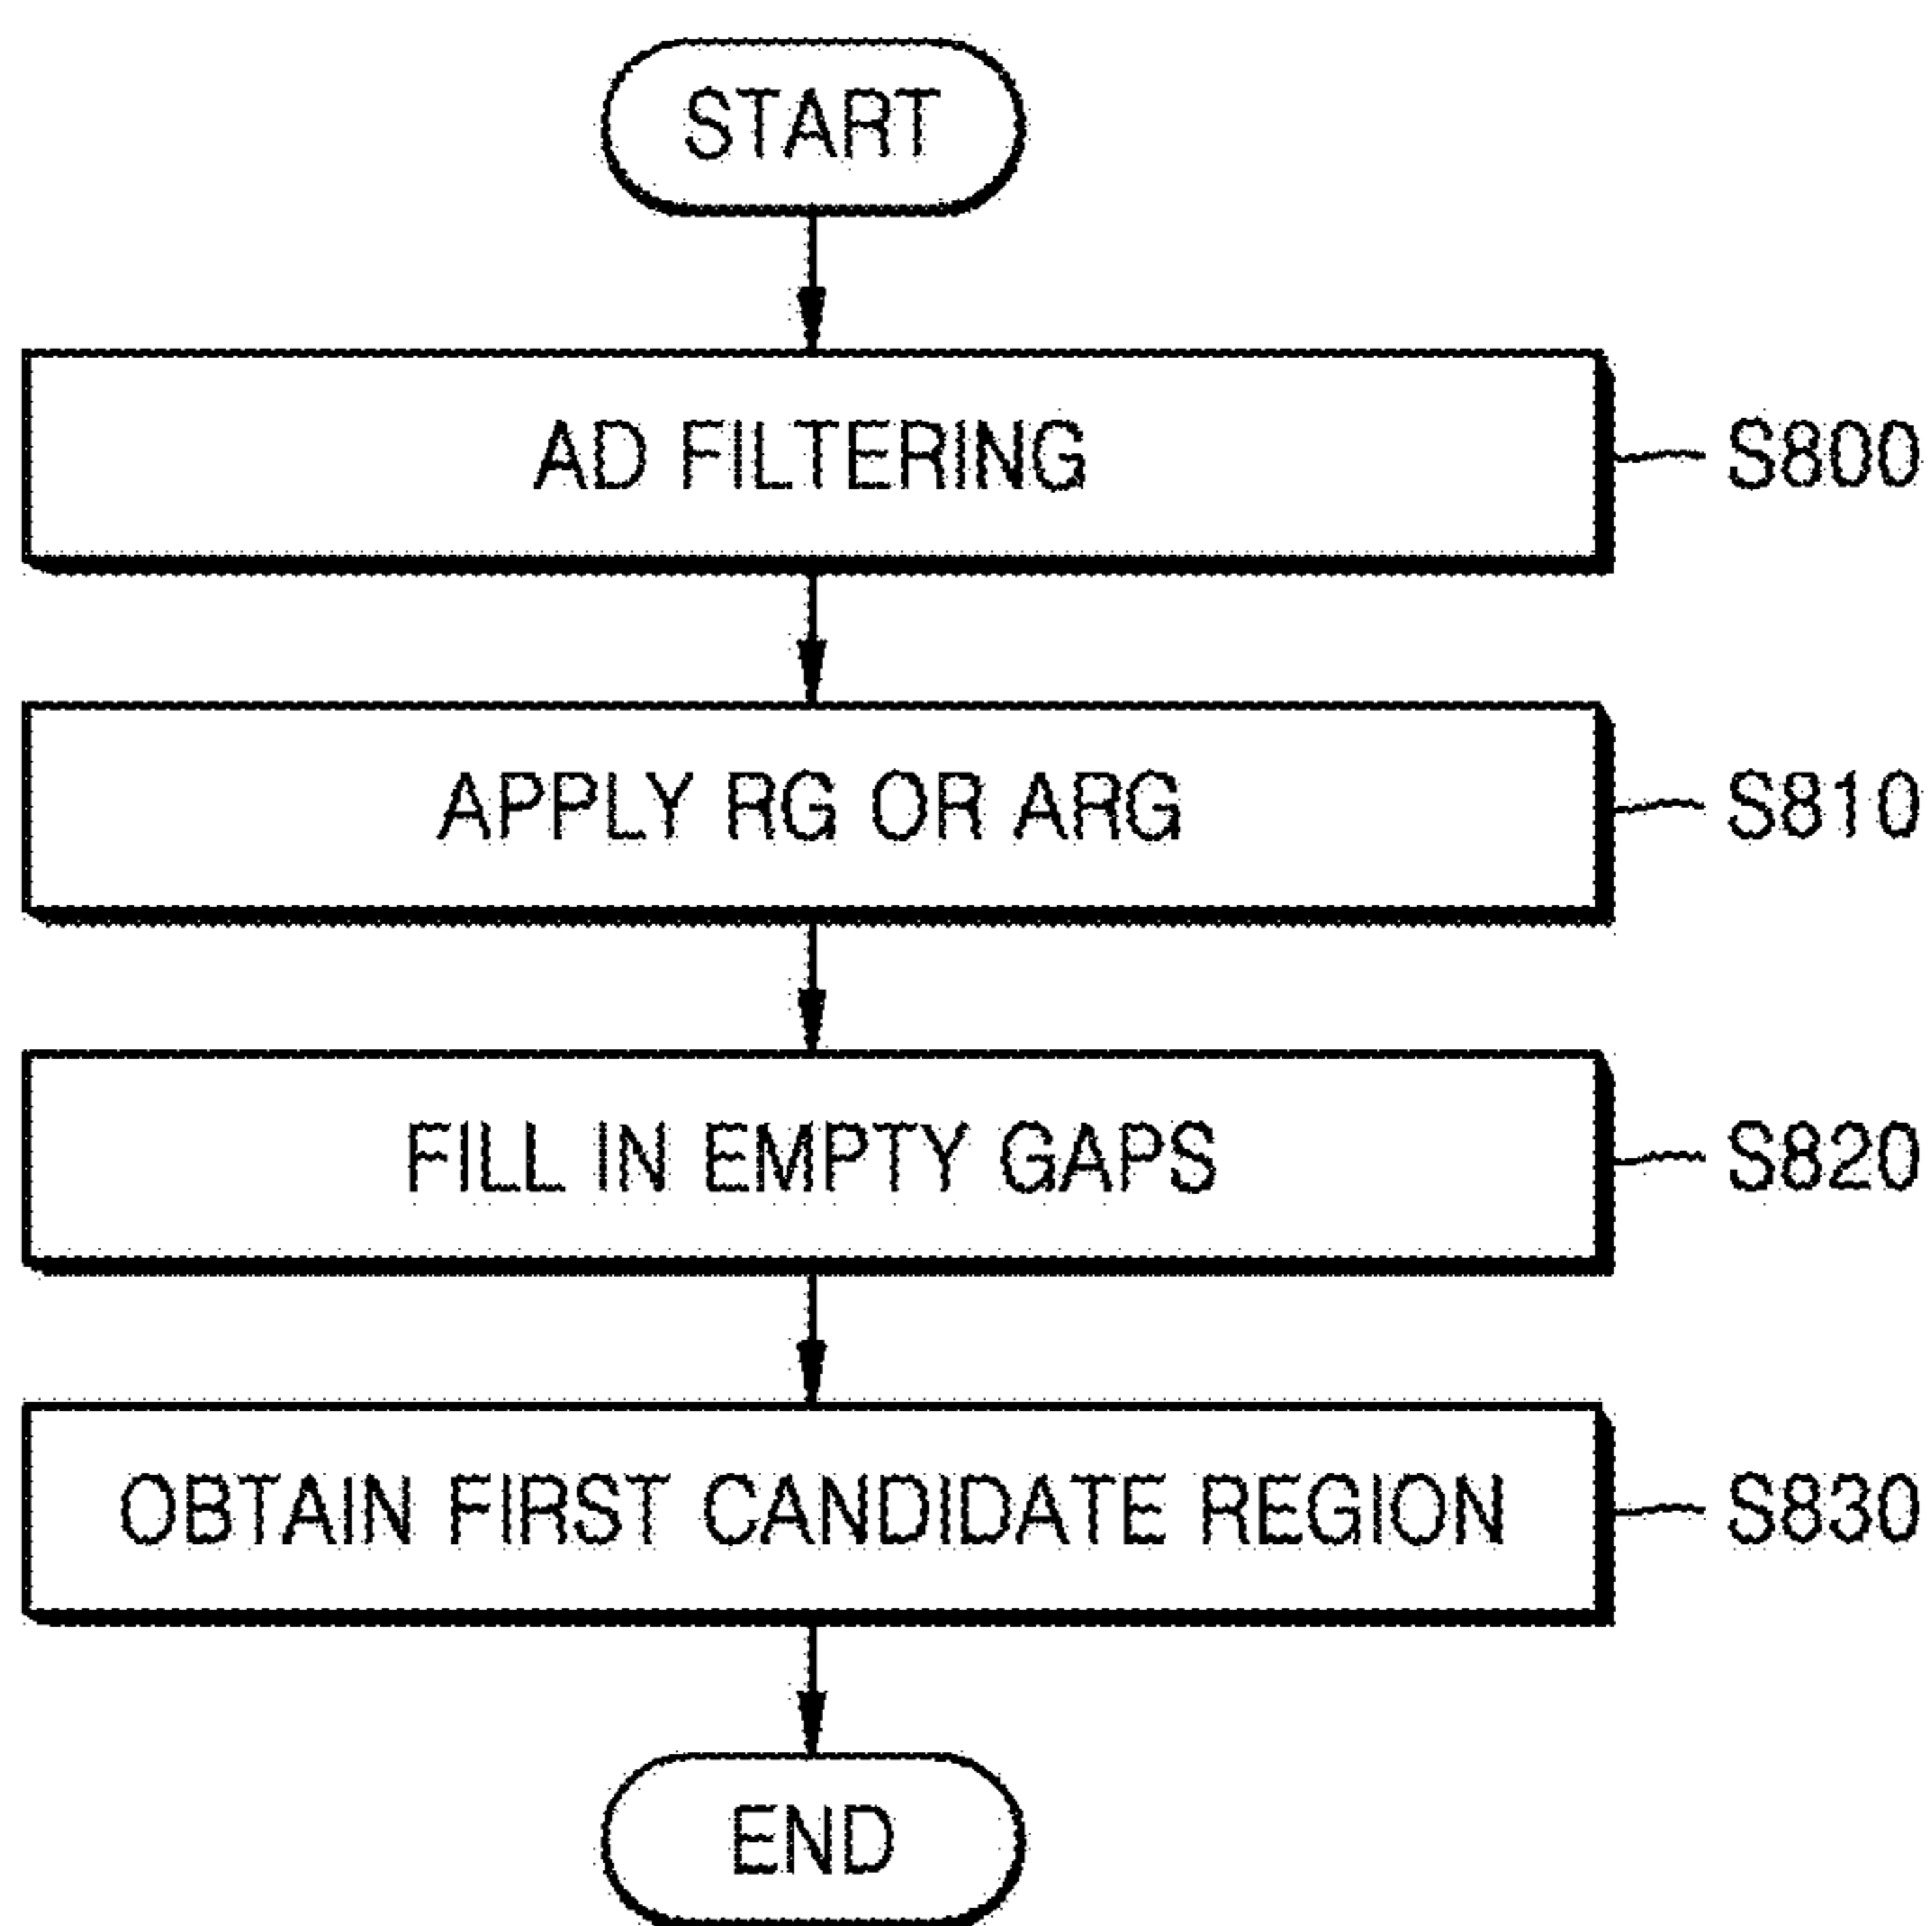 START
AD FILTERING
S800
APPLY RG OR ARG
S810
FILL IN EMPTY GAPS
S820
OBTAIN FIRST CANDIDATE REGION
S830
END